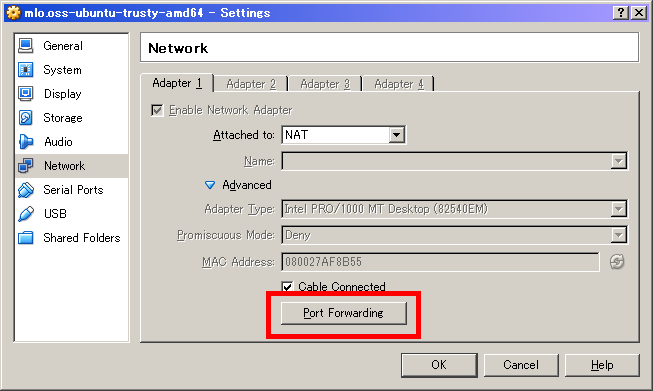 mlo.oss-ubuntu-trusty-amd64 - Settings
General
System
Display
Storage
Audio
Network
Serial Ports
USB
Shared Folders
Network
Adapter 1 Adapter 2 Adapter 3 Adapter 4
Enable Network Adapter
Attached to: NAT
Name:
Advanced
Adapter Type: Intel PRO/1000 MT Desktop (82540EM)
Promiscuous Mode: Deny
MAC Address: 080027AF8B55
Cable Connected
Port Forwarding
OK Cancel Help